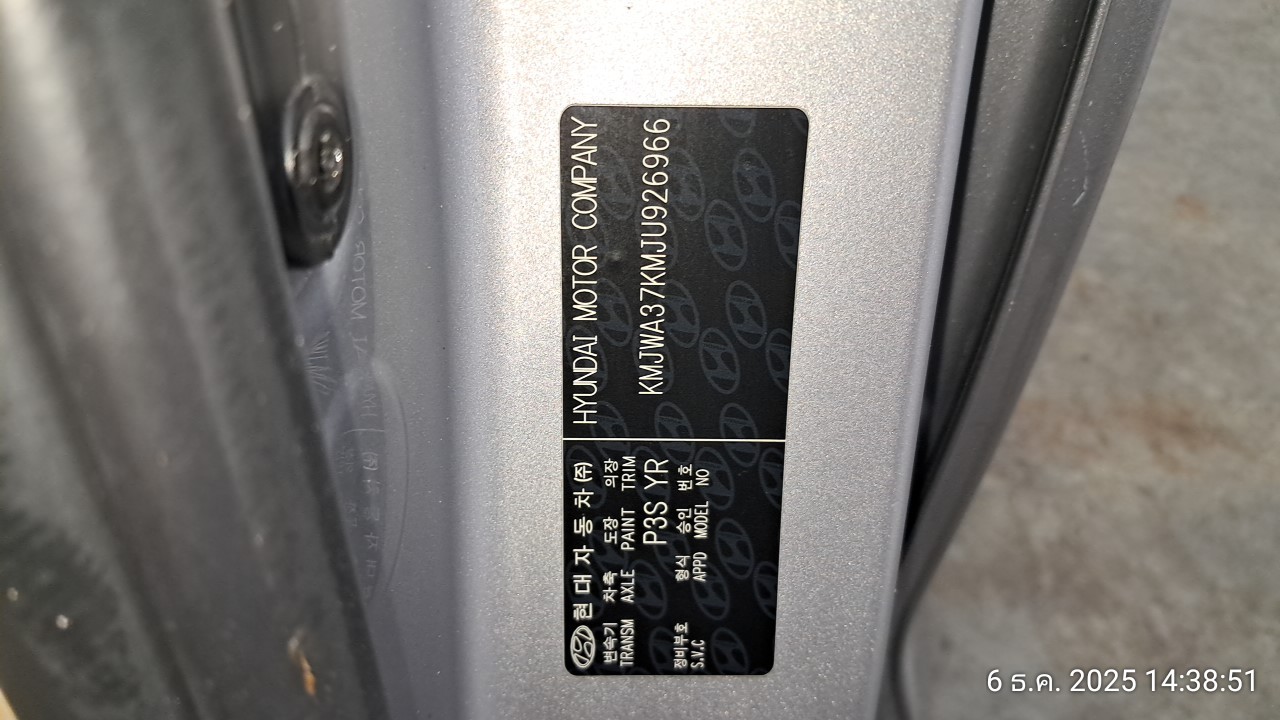 현대자동차(주)
변속기 차축 도장 의장
TRANSM AXLE PAINT TRIM
P3S YR
정비부호 형식 승인 번호
S.V.C APPD MODEL NO
HYUNDAI MOTOR COMPANY
KMJWA37KMJU926966
6 ธ.ค. 2025 14:38:51